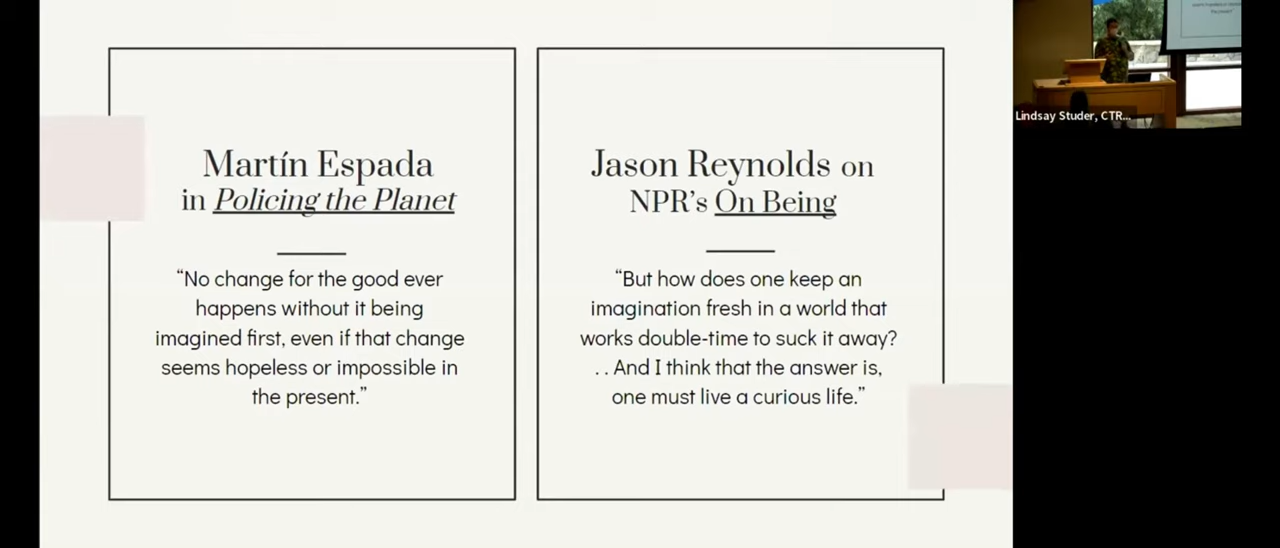 Martín Espada
in Policing the Planet
“No change for the good ever
happens without it being
imagined first, even if that change
seems hopeless or impossible in
the present.”
Jason Reynolds on
NPR’s On Being
“But how does one keep an
imagination fresh in a world that
works double-time to suck it away?
. . And I think that the answer is,
one must live a curious life.”
Lindsay Studer, CTR...